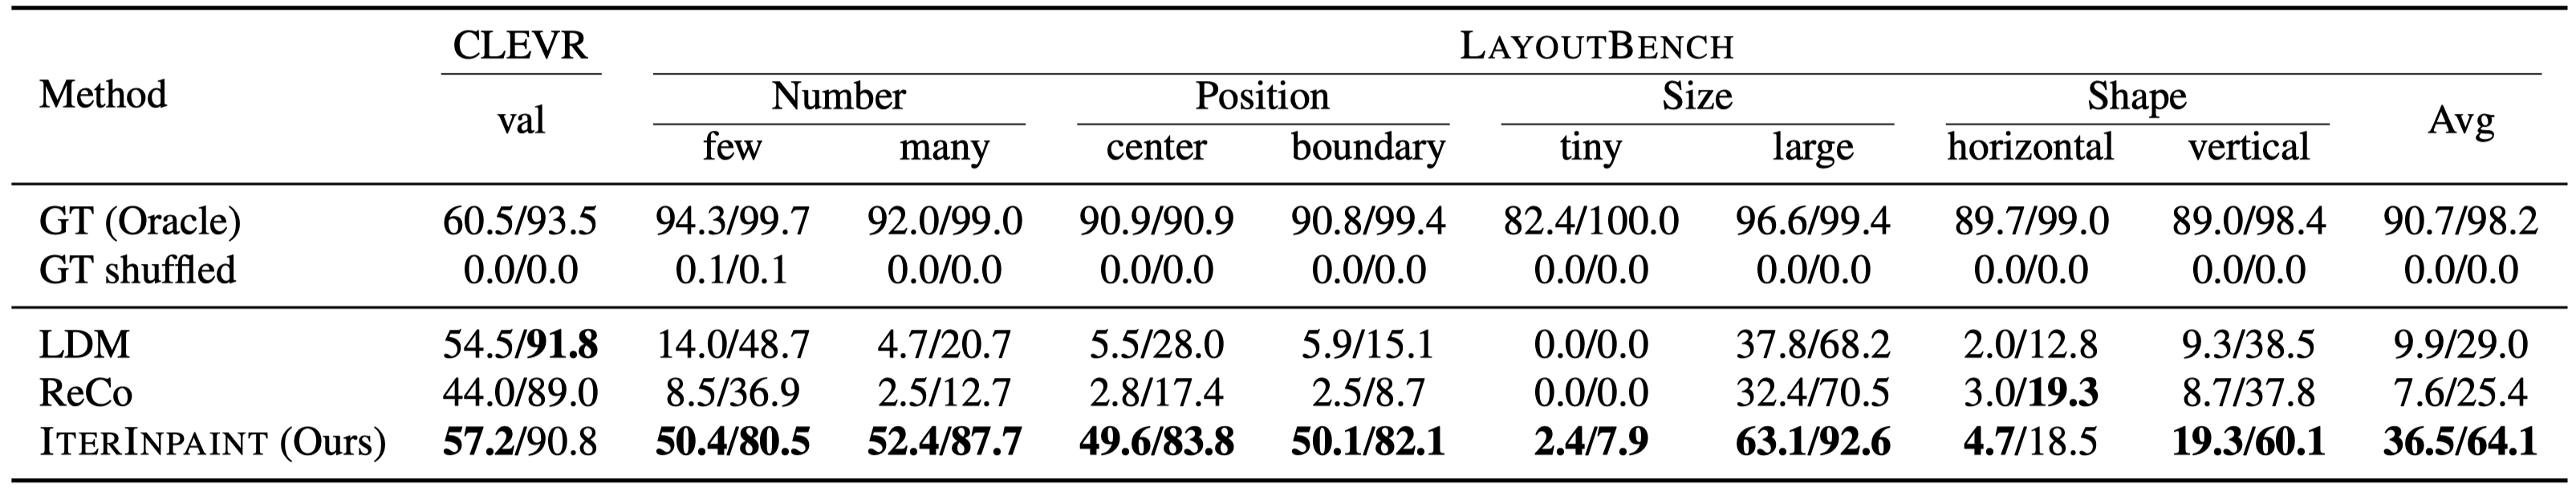 CLEVR LAYOUTBENCH
Method val Number Position Size Shape Avg
few many center boundary tiny large horizontal vertical
GT (Oracle) 60.5/93.5 94.3/99.7 92.0/99.0 90.9/90.9 90.8/99.4 82.4/100.0 96.6/99.4 89.7/99.0 89.0/98.4 90.7/98.2
GT shuffled 0.0/0.0 0.1/0.1 0.0/0.0 0.0/0.0 0.0/0.0 0.0/0.0 0.0/0.0 0.0/0.0 0.0/0.0 0.0/0.0
LDM 54.5/91.8 14.0/48.7 4.7/20.7 5.5/28.0 5.9/15.1 0.0/0.0 37.8/68.2 2.0/12.8 9.3/38.5 9.9/29.0
ReCo 44.0/89.0 8.5/36.9 2.5/12.7 2.8/17.4 2.5/8.7 0.0/0.0 32.4/70.5 3.0/19.3 8.7/37.8 7.6/25.4
ITERINPAINT (Ours) 57.2/90.8 50.4/80.5 52.4/87.7 49.6/83.8 50.1/82.1 2.4/7.9 63.1/92.6 4.7/18.5 19.3/60.1 36.5/64.1